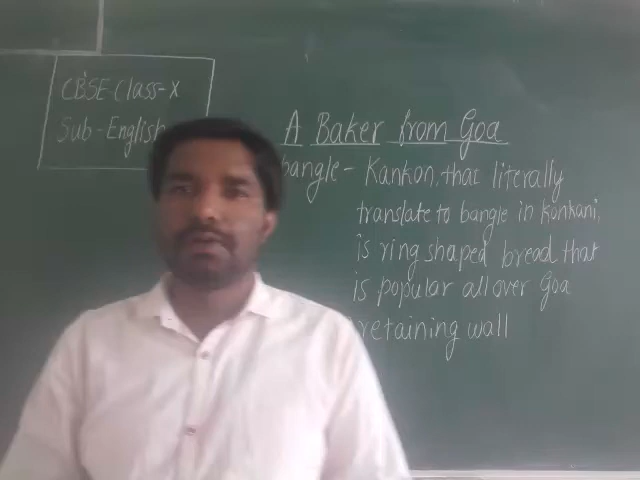 CBSE Class-X
Sub-English
A Baker from Goa
bangle - Kankon, that literally
translate to bangle in Konkani,
is ring shaped bread that
is popular all over Goa
retaining wall